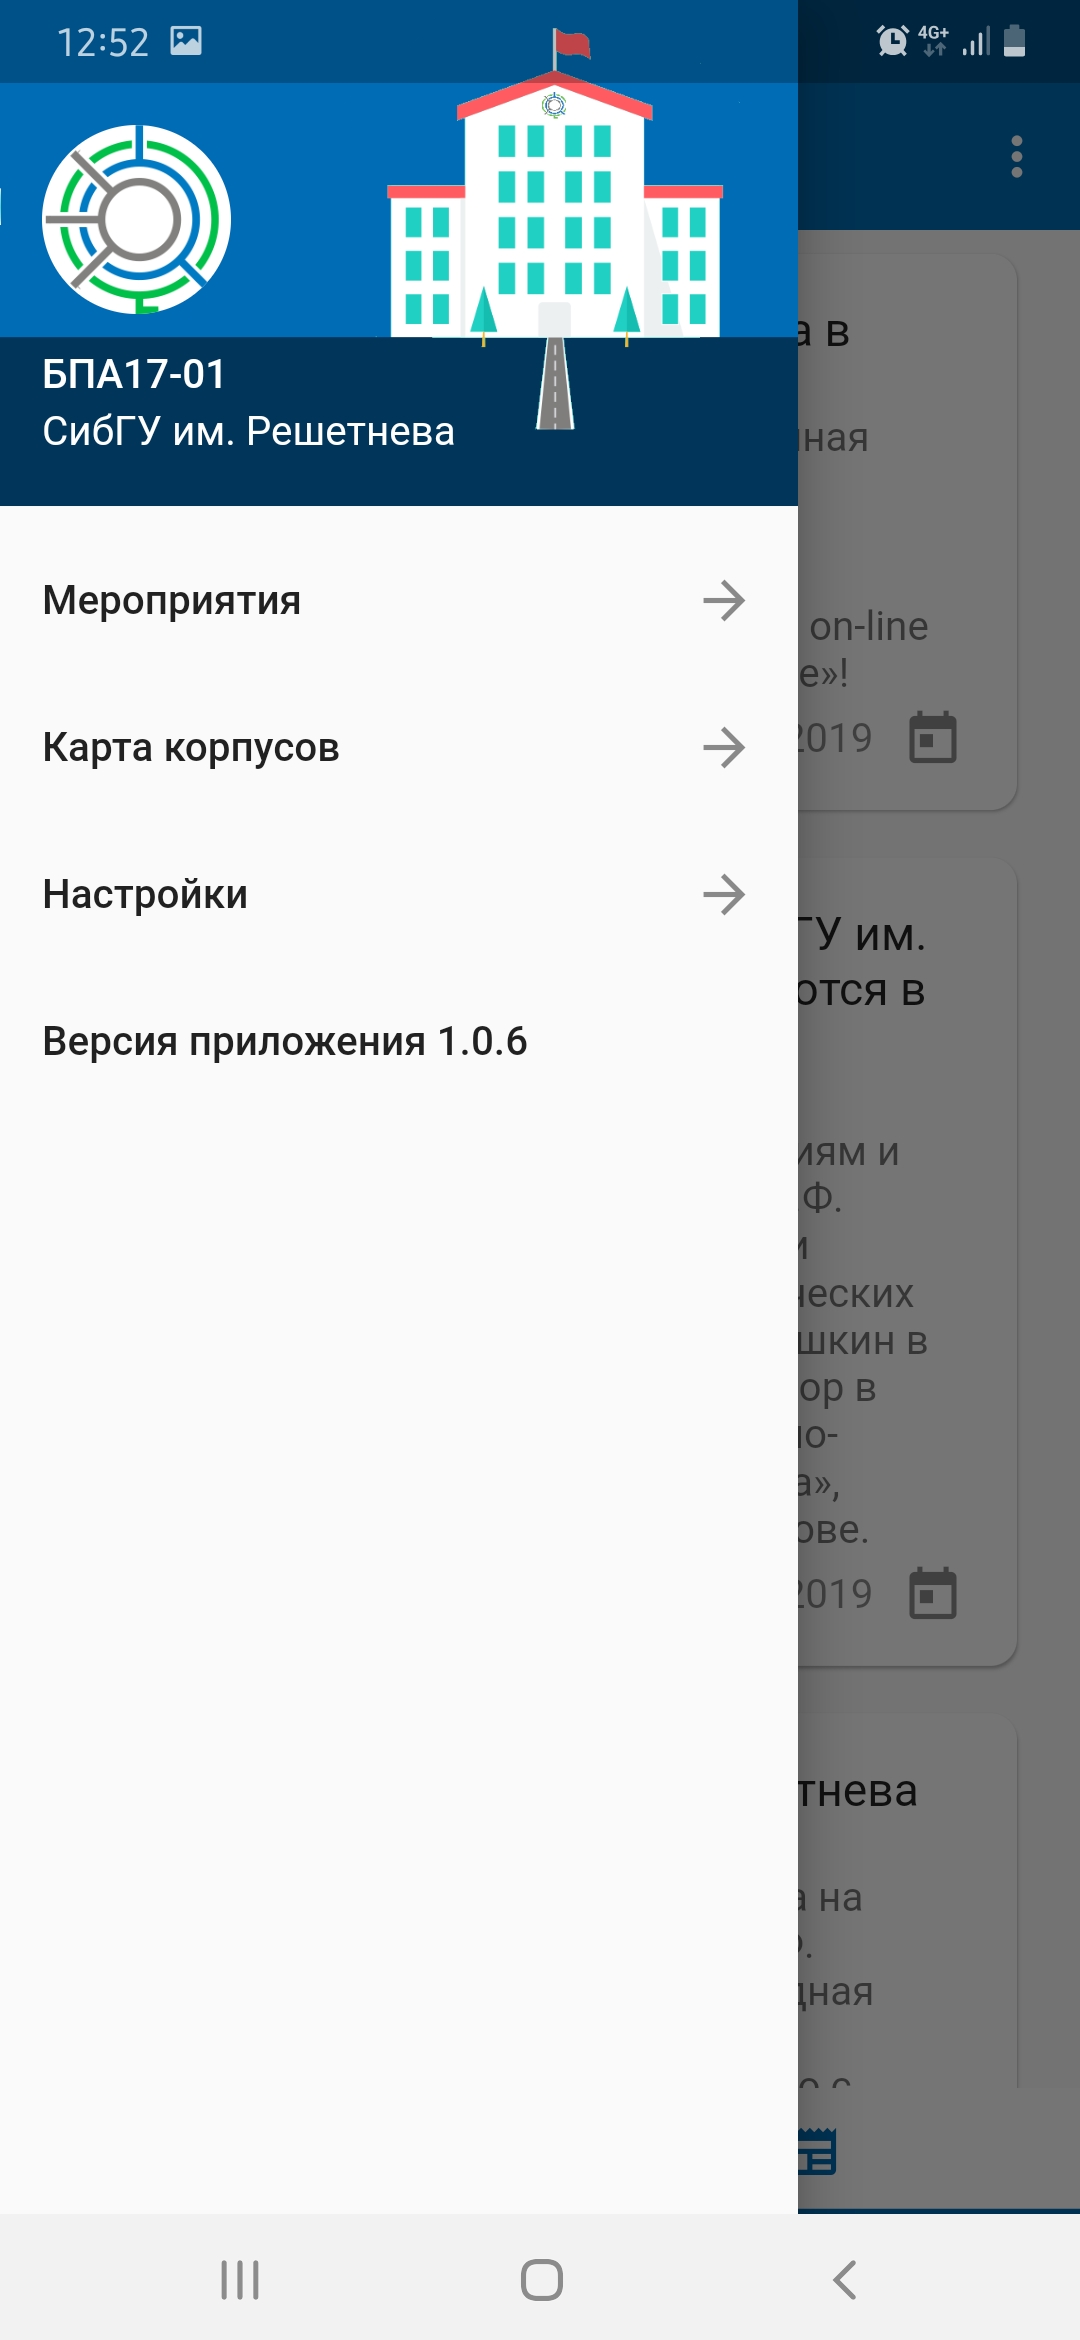 12:52
4G+
БПА17-01
СибГУ им. Решетнева
Мероприятия
Карта корпусов
Настройки
Версия приложения 1.0.6
а в
ная
on-line
е»!
2019
ГУ им.
отся в
иям и
Ф.
и
ческих
шкин в
ор в
но-
а»,
ове.
2019
тнева
а на
дная